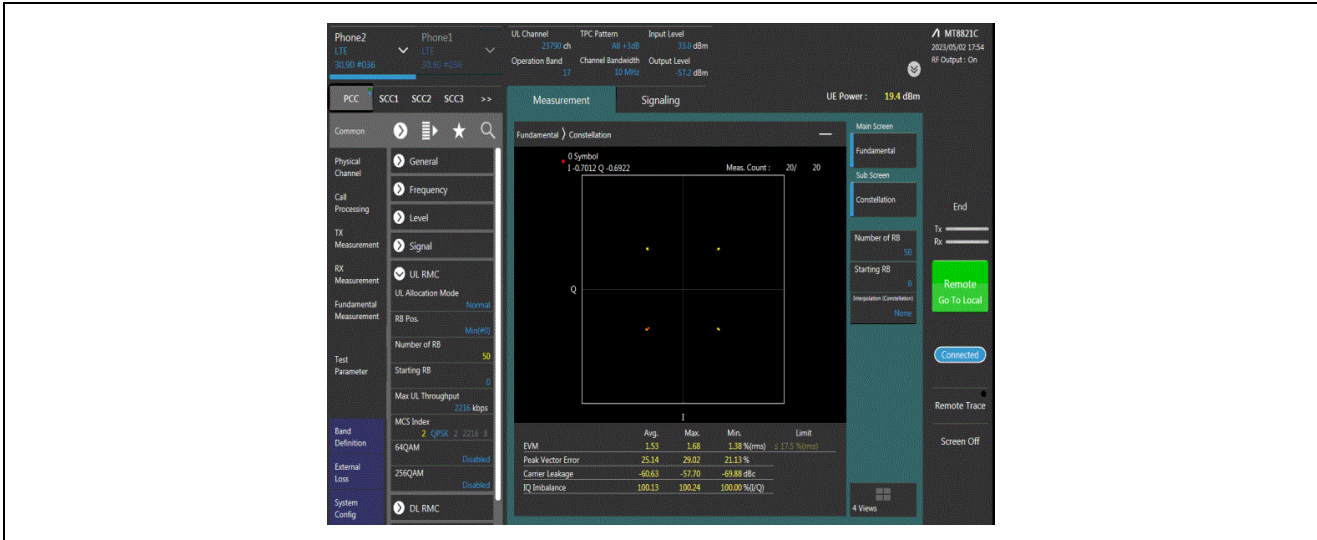 Phone2
LTE
30.90 #036
Phone1
LTE
30.90 #036
UL Channel
23790 ch
TPC Pattern
All +3dB
Input Level
33.0 dBm
Operation Band
17
Channel Bandwidth
10 MHz
Output Level
-57.2 dBm
MT8821C
2023/05/02 17:54
RF Output : On
PCC SCC1 SCC2 SCC3 >>
Measurement
Signaling
UE Power : 19.4 dBm
Common
Physical
Channel
Call
Processing
TX
Measurement
RX
Measurement
Fundamental
Measurement
Test
Parameter
Band
Definition
External
Loss
System
Config
General
Frequency
Level
Signal
UL RMC
UL Allocation Mode
Normal
RB Pos.
Min(#0)
Number of RB
50
Starting RB
0
Max UL Throughput
2216 kbps
MCS Index
2 QPSK 2 2216 8
64QAM
Disabled
256QAM
Disabled
DL RMC
Fundamental 〉 Constellation
0 Symbol
I -0.7012 Q -0.6922
Meas. Count : 20/ 20
Q
I
Avg. Max. Min. Limit
EVM 1.53 1.68 1.38 %(rms) ≤ 17.5 %(rms)
Peak Vector Error 25.14 29.02 21.13 %
Carrier Leakage -60.63 -57.70 -69.88 dBc
IQ Imbalance 100.13 100.24 100.00 %(I/Q)
Main Screen
Fundamental
Sub Screen
Constellation
Number of RB
50
Starting RB
0
Interpolation (Constellation)
None
4 Views
End
Tx
Rx
Remote
Go To Local
Connected
Remote Trace
Screen Off